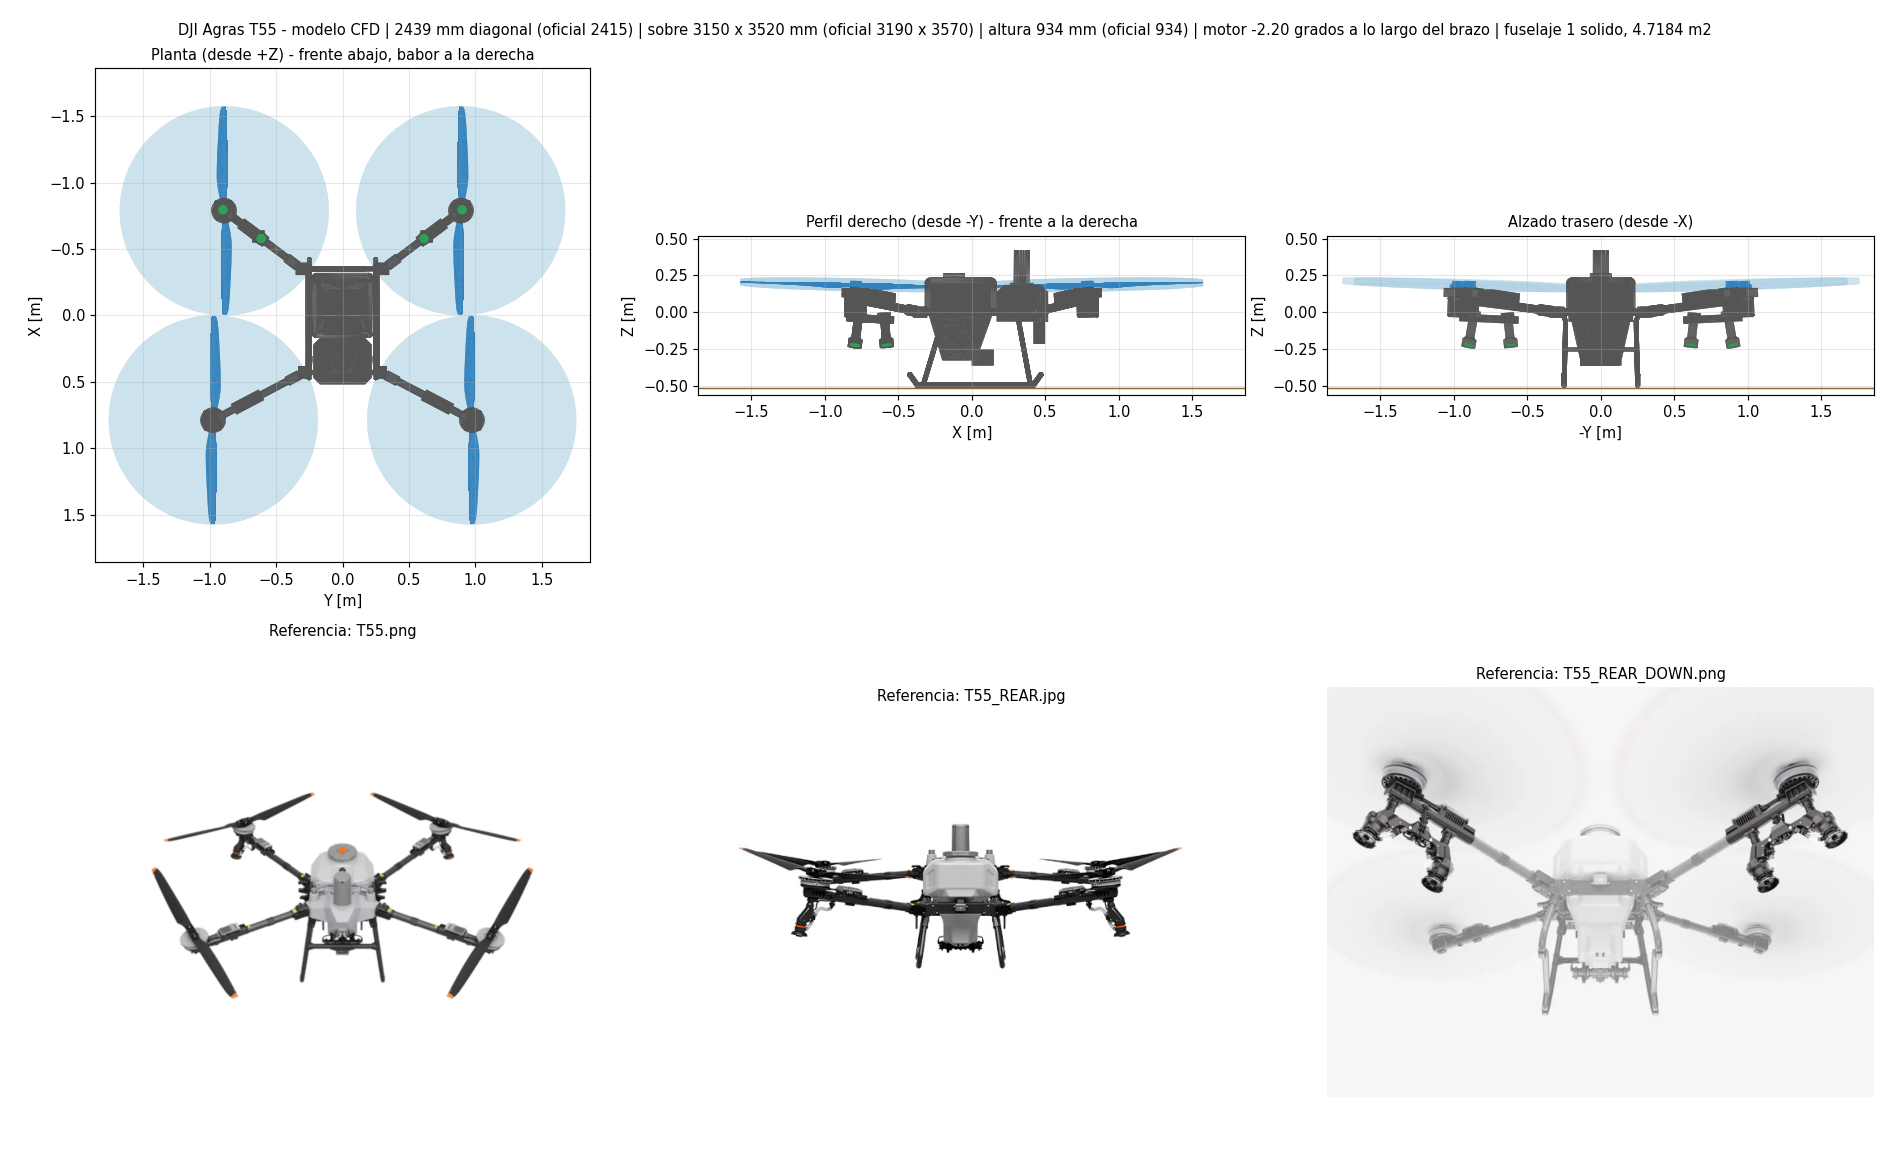 DJI Agras T55 - modelo CFD | 2439 mm diagonal (oficial 2415) | sobre 3150 x 3520 mm (oficial 3190 x 3570) | altura 934 mm (oficial 934) | motor -2.20 grados a lo largo del brazo | fuselaje 1 solido, 4.7184 m2
Planta (desde +Z) - frente abajo, babor a la derecha
−1.5
−1.0
−0.5
0.0
0.5
1.0
1.5
X [m]
−1.5 −1.0 −0.5 0.0 0.5 1.0 1.5
Y [m]
Perfil derecho (desde -Y) - frente a la derecha
0.50
0.25
0.00
−0.25
−0.50
Z [m]
−1.5 −1.0 −0.5 0.0 0.5 1.0 1.5
X [m]
Alzado trasero (desde -X)
0.50
0.25
0.00
−0.25
−0.50
Z [m]
−1.5 −1.0 −0.5 0.0 0.5 1.0 1.5
-Y [m]
Referencia: T55.png
Referencia: T55_REAR.jpg
Referencia: T55_REAR_DOWN.png